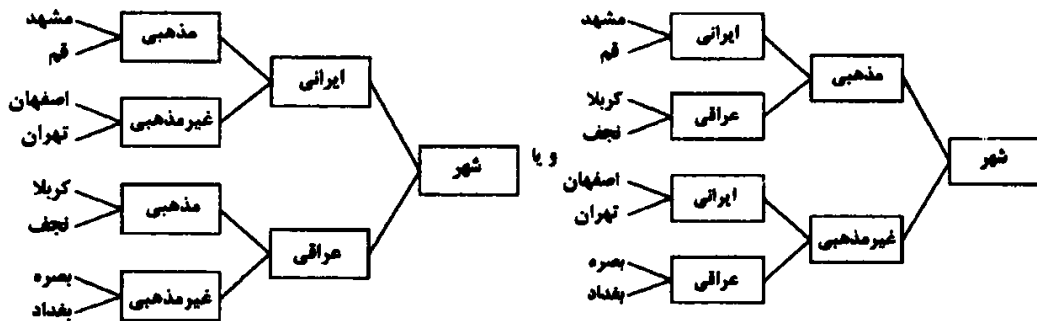 شهر
مذهبی
ایرانی
مشهد
قم
عراقی
کربلا
نجف
غیرمذهبی
ایرانی
اصفهان
تهران
عراقی
بصره
بغداد
و یا
شهر
ایرانی
مذهبی
مشهد
قم
غیرمذهبی
اصفهان
تهران
عراقی
مذهبی
کربلا
نجف
غیرمذهبی
بصره
بغداد